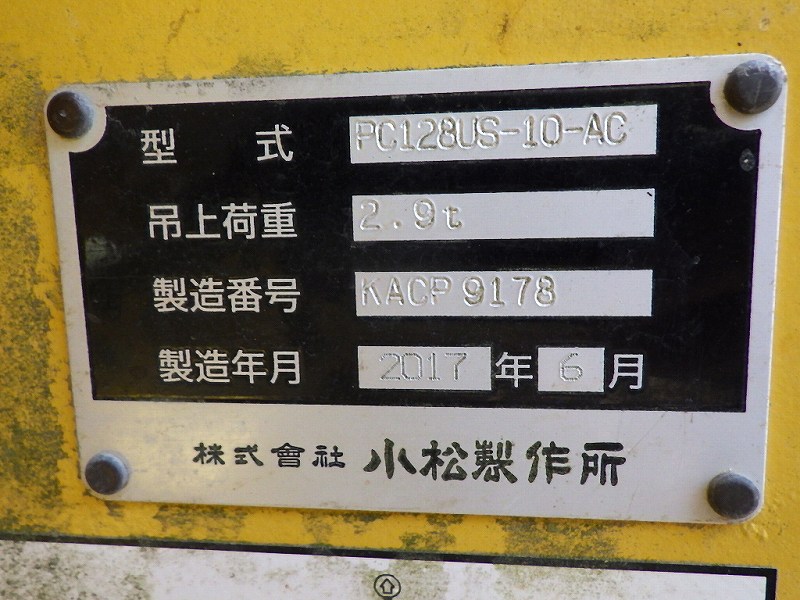 型式 PC128US-10-AC
吊上荷重 2.9t
製造番号 KACP 9178
製造年月 2017年6月
株式會社 小松製作所